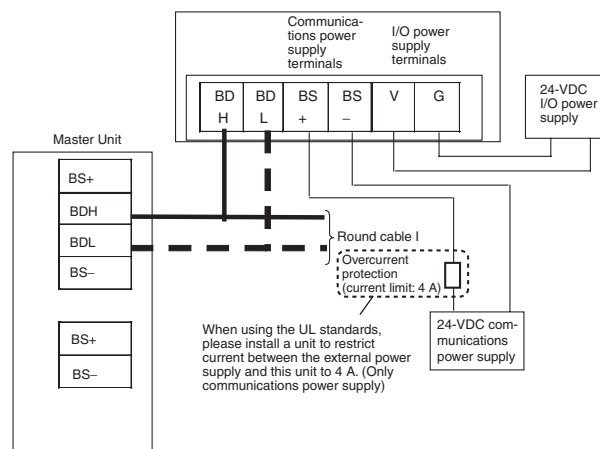 Communica-
tions power
supply
terminals
I/O power
supply
terminals
BD
H
BD
L
BS
+
BS
–
V
G
24-VDC
I/O power
supply
Master Unit
BS+
BDH
BDL
BS–
BS+
BS–
Round cable I
Overcurrent
protection
(current limit: 4 A)
When using the UL standards,
please install a unit to restrict
current between the external power
supply and this unit to 4 A. (Only
communications power supply)
24-VDC com-
munications
power supply